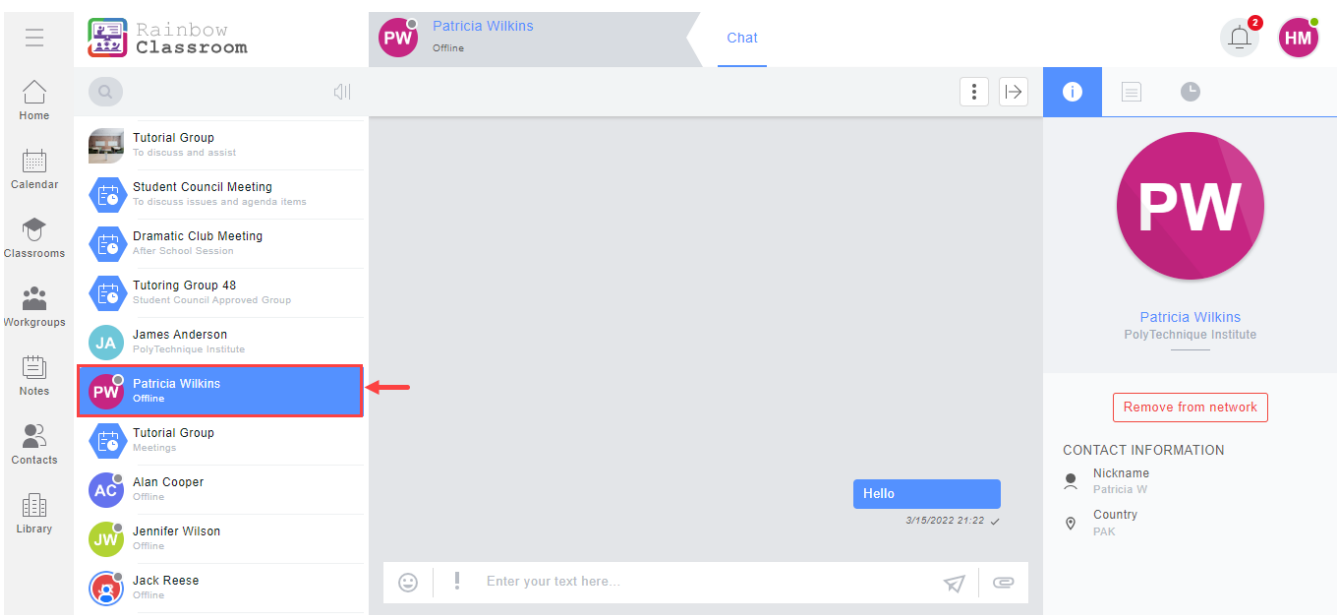 Rainbow
Classroom
PW
Patricia Wilkins
Offline
Chat
2
HM
Home
Calendar
Classrooms
Workgroups
Notes
Contacts
Library
Tutorial Group
To discuss and assist
Student Council Meeting
To discuss issues and agenda items
Dramatic Club Meeting
After School Session
Tutoring Group 48
Student Council Approved Group
JA
James Anderson
PolyTechnique Institute
PW
Patricia Wilkins
Offline
Tutorial Group
Meetings
AC
Alan Cooper
Offline
JW
Jennifer Wilson
Offline
Jack Reese
Offline
Hello
3/15/2022 21:22
Enter your text here...
PW
Patricia Wilkins
PolyTechnique Institute
Remove from network
CONTACT INFORMATION
Nickname
Patricia W
Country
PAK